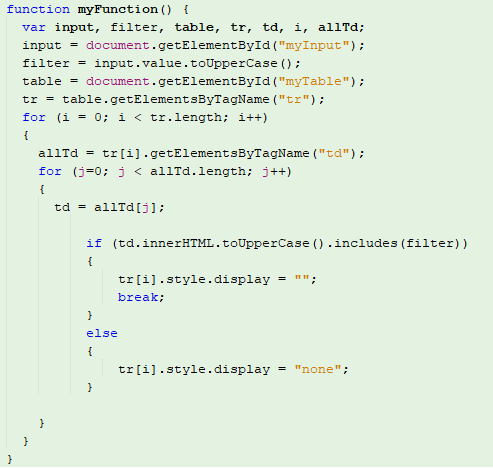 function myFunction() {
var input, filter, table, tr, td, i, allTd;
input = document.getElementById("myInput");
filter = input.value.toUpperCase();
table = document.getElementById("myTable");
tr = table.getElementsByTagName("tr");
for (i = 0; i < tr.length; i++)
{
allTd = tr[i].getElementsByTagName("td");
for (j=0; j < allTd.length; j++)
{
td = allTd[j];
if (td.innerHTML.toUpperCase().includes(filter))
{
tr[i].style.display = "";
break;
}
else
{
tr[i].style.display = "none";
}
}
}
}